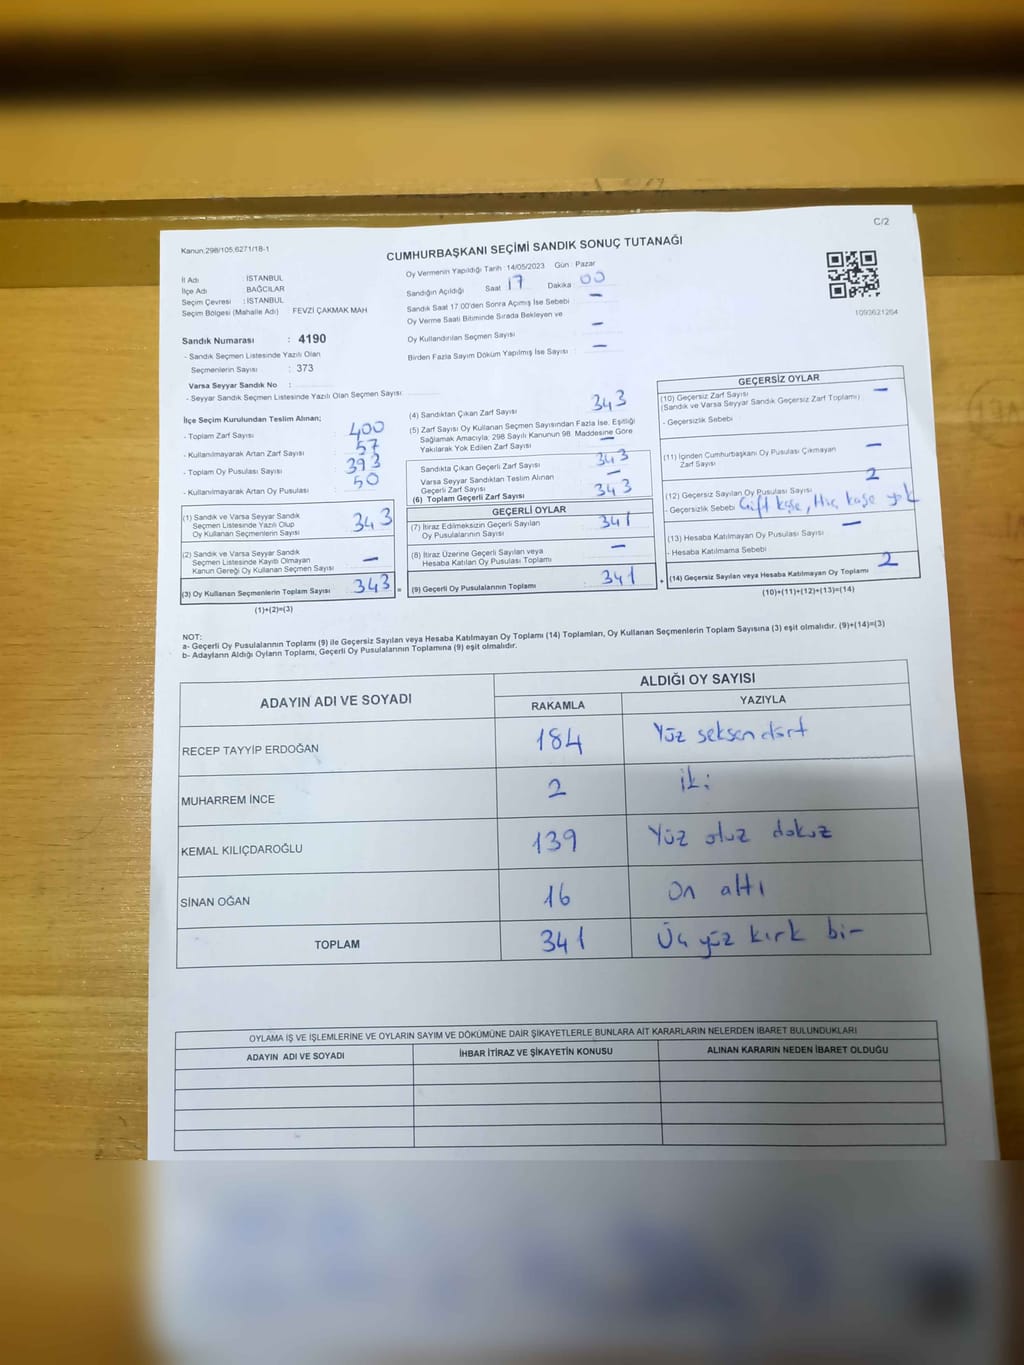 C/2
Kanun.298/105,6271/18-1
CUMHURBAŞKANI SEÇİMİ SANDIK SONUÇ TUTANAĞI
İl Adı İSTANBUL
İlçe Adı BAĞCILAR
Seçim Çevresi : İSTANBUL
Seçim Bölgesi (Mahalle Adı) : FEVZİ ÇAKMAK MAH
Oy Vermenin Yapıldığı Tarih :14/05/2023 Gün : Pazar
Sandığın Açıldığı Saat 17 Dakika 00
Sandık Saat 17.00'den Sonra Açılmış İse Sebebi —
Oy Verme Saati Bitiminde Sırada Bekleyen ve
Oy Kullandırılan Seçmen Sayısı —
Birden Fazla Sayım Döküm Yapılmış İse Sayısı : —
1093621264
Sandık Numarası : 4190
- Sandık Seçmen Listesinde Yazılı Olan
Seçmenlerin Sayısı : 373
Varsa Seyyar Sandık No :
- Seyyar Sandık Seçmen Listesinde Yazılı Olan Seçmen Sayısı
İlçe Seçim Kurulundan Teslim Alınan;
- Toplam Zarf Sayısı : 400
- Kullanılmayarak Artan Zarf Sayısı : 57
- Toplam Oy Pusulası Sayısı : 393
- Kullanılmayarak Artan Oy Pusulası : 50
(1) Sandık ve Varsa Seyyar Sandık
Seçmen Listesinde Yazılı Olup
Oy Kullanan Seçmenlerin Sayısı 343
(2) Sandık ve Varsa Seyyar Sandık
Seçmen Listesinde Kayıtlı Olmayan
Kanun Gereği Oy Kullanan Seçmen Sayısı —
(3) Oy Kullanan Seçmenlerin Toplam Sayısı 343 =
(1)+(2)=(3)
(4) Sandıktan Çıkan Zarf Sayısı 343
(5) Zarf Sayısı Oy Kullanan Seçmen Sayısından Fazla İse, Eşitliği
Sağlamak Amacıyla; 298 Sayılı Kanunun 98. Maddesine Göre
Yakılarak Yok Edilen Zarf Sayısı —
Sandıkta Çıkan Geçerli Zarf Sayısı 343
Varsa Seyyar Sandıktan Teslim Alınan
Geçerli Zarf Sayısı —
(6) Toplam Geçerli Zarf Sayısı 343
GEÇERLİ OYLAR
(7) İtiraz Edilmeksizin Geçerli Sayılan
Oy Pusulalarının Sayısı 341
(8) İtiraz Üzerine Geçerli Sayılan veya
Hesaba Katılan Oy Pusulası Toplamı —
(9) Geçerli Oy Pusulalarının Toplamı 341 +
GEÇERSİZ OYLAR
(10) Geçersiz Zarf Sayısı —
(Sandık ve Varsa Seyyar Sandık Geçersiz Zarf Toplamı)
- Geçersizlik Sebebi
(11) İçinden Cumhurbaşkanı Oy Pusulası Çıkmayan
Zarf Sayısı —
(12) Geçersiz Sayılan Oy Pusulası Sayısı 2
- Geçersizlik Sebebi Çift kaşe, Hiç kaşe yok
(13) Hesaba Katılmayan Oy Pusulası Sayısı —
- Hesaba Katılmama Sebebi
(14) Geçersiz Sayılan veya Hesaba Katılmayan Oy Toplamı 2
(10)+(11)+(12)+(13)=(14)
NOT:
a- Geçerli Oy Pusulalarının Toplamı (9) ile Geçersiz Sayılan veya Hesaba Katılmayan Oy Toplamı (14) Toplamları, Oy Kullanan Seçmenlerin Toplam Sayısına (3) eşit olmalıdır. (9)+(14)=(3)
b- Adayların Aldığı Oyların Toplamı, Geçerli Oy Pusulalarının Toplamına (9) eşit olmalıdır.
ADAYIN ADI VE SOYADI ALDIĞI OY SAYISI
RAKAMLA YAZIYLA
RECEP TAYYİP ERDOĞAN 184 Yüz seksen dört
MUHARREM İNCE 2 iki
KEMAL KILIÇDAROĞLU 139 Yüz otuz dokuz
SİNAN OĞAN 16 On altı
TOPLAM 341 Üç yüz kırk bir
OYLAMA İŞ VE İŞLEMLERİNE VE OYLARIN SAYIM VE DÖKÜMÜNE DAİR ŞİKAYETLERLE BUNLARA AİT KARARLARIN NELERDEN İBARET BULUNDUKLARI
ADAYIN ADI VE SOYADI İHBAR İTİRAZ VE ŞİKAYETİN KONUSU ALINAN KARARIN NEDEN İBARET OLDUĞU